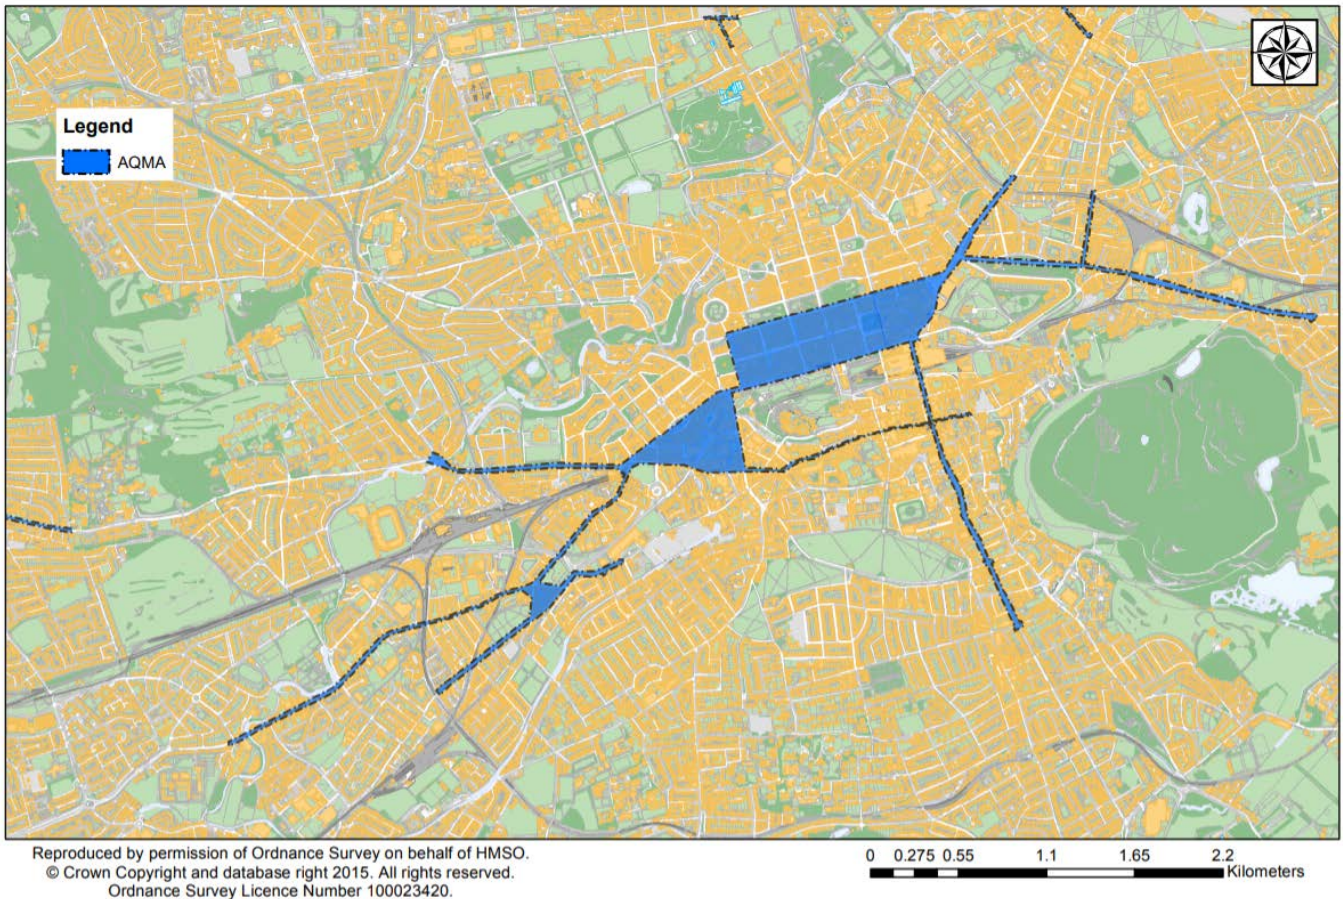 Legend
AQMA
Reproduced by permission of Ordnance Survey on behalf of HMSO.
© Crown Copyright and database right 2015. All rights reserved.
Ordnance Survey Licence Number 100023420.
0 0.275 0.55 1.1 1.65 2.2
Kilometers